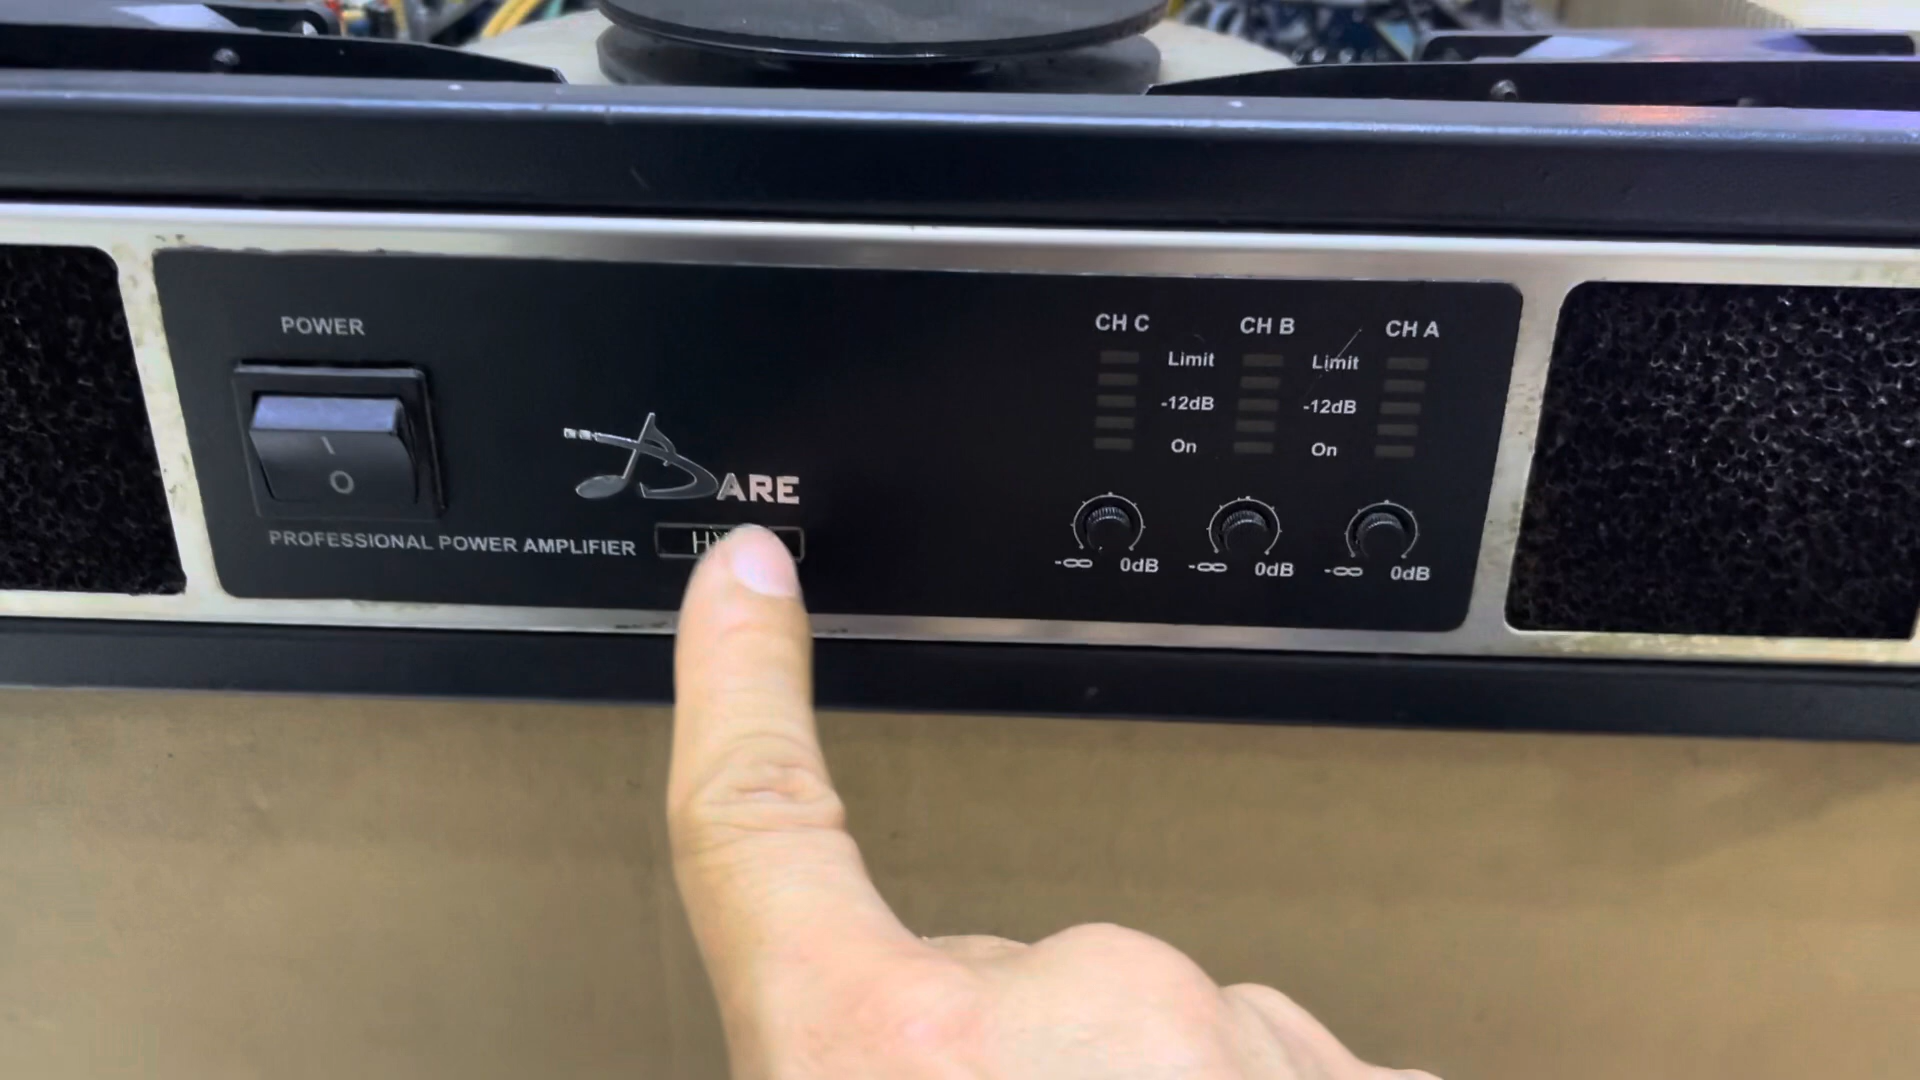 POWER
I
O
PROFESSIONAL POWER AMPLIFIER
DARE
CH C
CH B
CH A
Limit
Limit
-12dB
-12dB
On
On
-∞ 0dB
-∞ 0dB
-∞ 0dB